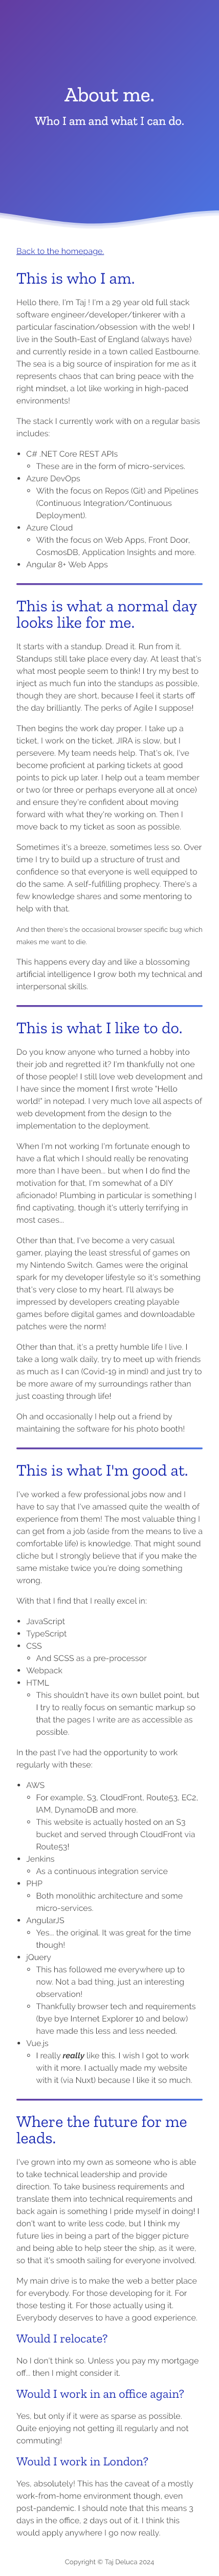 About me.
Who I am and what I can do.
Back to the homepage.
This is who I am.
Hello there, I'm Taj ! I'm a 29 year old full stack
software engineer/developer/tinkerer with a
particular fascination/obsession with the web! I
live in the South-East of England (always have)
and currently reside in a town called Eastbourne.
The sea is a big source of inspiration for me as it
represents chaos that can bring peace with the
right mindset, a lot like working in high-paced
environments!
The stack I currently work with on a regular basis
includes:
• C# .NET Core REST APIs
◦ These are in the form of micro-services.
• Azure DevOps
◦ With the focus on Repos (Git) and Pipelines
(Continuous Integration/Continuous
Deployment).
• Azure Cloud
◦ With the focus on Web Apps, Front Door,
CosmosDB, Application Insights and more.
• Angular 8+ Web Apps
This is what a normal day
looks like for me.
It starts with a standup. Dread it. Run from it.
Standups still take place every day. At least that's
what most people seem to think! I try my best to
inject as much fun into the standups as possible,
though they are short, because I feel it starts off
the day brilliantly. The perks of Agile I suppose!
Then begins the work day proper. I take up a
ticket, I work on the ticket. JIRA is slow, but I
persevere. My team needs help. That's ok, I've
become proficient at parking tickets at good
points to pick up later. I help out a team member
or two (or three or perhaps everyone all at once)
and ensure they're confident about moving
forward with what they're working on. Then I
move back to my ticket as soon as possible.
Sometimes it's a breeze, sometimes less so. Over
time I try to build up a structure of trust and
confidence so that everyone is well equipped to
do the same. A self-fulfilling prophecy. There's a
few knowledge shares and some mentoring to
help with that.
And then there's the occasional browser specific bug which
makes me want to die.
This happens every day and like a blossoming
artificial intelligence I grow both my technical and
interpersonal skills.
This is what I like to do.
Do you know anyone who turned a hobby into
their job and regretted it? I'm thankfully not one
of those people! I still love web development and
I have since the moment I first wrote "Hello
world!" in notepad. I very much love all aspects of
web development from the design to the
implementation to the deployment.
When I'm not working I'm fortunate enough to
have a flat which I should really be renovating
more than I have been... but when I do find the
motivation for that, I'm somewhat of a DIY
aficionado! Plumbing in particular is something I
find captivating, though it's utterly terrifying in
most cases...
Other than that, I've become a very casual
gamer, playing the least stressful of games on
my Nintendo Switch. Games were the original
spark for my developer lifestyle so it's something
that's very close to my heart. I'll always be
impressed by developers creating playable
games before digital games and downloadable
patches were the norm!
Other than that, it's a pretty humble life I live. I
take a long walk daily, try to meet up with friends
as much as I can (Covid-19 in mind) and just try to
be more aware of my surroundings rather than
just coasting through life!
Oh and occasionally I help out a friend by
maintaining the software for his photo booth!
This is what I'm good at.
I've worked a few professional jobs now and I
have to say that I've amassed quite the wealth of
experience from them! The most valuable thing I
can get from a job (aside from the means to live a
comfortable life) is knowledge. That might sound
cliche but I strongly believe that if you make the
same mistake twice you're doing something
wrong.
With that I find that I really excel in:
• JavaScript
• TypeScript
• CSS
◦ And SCSS as a pre-processor
• Webpack
• HTML
◦ This shouldn't have its own bullet point, but
I try to really focus on semantic markup so
that the pages I write are as accessible as
possible.
In the past I've had the opportunity to work
regularly with these:
• AWS
◦ For example, S3, CloudFront, Route53, EC2,
IAM, DynamoDB and more.
◦ This website is actually hosted on an S3
bucket and served through CloudFront via
Route53!
• Jenkins
◦ As a continuous integration service
• PHP
◦ Both monolithic architecture and some
micro-services.
• AngularJS
◦ Yes... the original. It was great for the time
though!
• jQuery
◦ This has followed me everywhere up to
now. Not a bad thing, just an interesting
observation!
◦ Thankfully browser tech and requirements
(bye bye Internet Explorer 10 and below)
have made this less and less needed.
• Vue.js
◦ I really really like this. I wish I got to work
with it more. I actually made my website
with it (via Nuxt) because I like it so much.
Where the future for me
leads.
I've grown into my own as someone who is able
to take technical leadership and provide
direction. To take business requirements and
translate them into technical requirements and
back again is something I pride myself in doing! I
don't want to write less code, but I think my
future lies in being a part of the bigger picture
and being able to help steer the ship, as it were,
so that it's smooth sailing for everyone involved.
My main drive is to make the web a better place
for everybody. For those developing for it. For
those testing it. For those actually using it.
Everybody deserves to have a good experience.
Would I relocate?
No I don't think so. Unless you pay my mortgage
off... then I might consider it.
Would I work in an office again?
Yes, but only if it were as sparse as possible.
Quite enjoying not getting ill regularly and not
commuting!
Would I work in London?
Yes, absolutely! This has the caveat of a mostly
work-from-home environment though, even
post-pandemic. I should note that this means 3
days in the office, 2 days out of it. I think this
would apply anywhere I go now really.
Copyright © Taj Deluca 2024